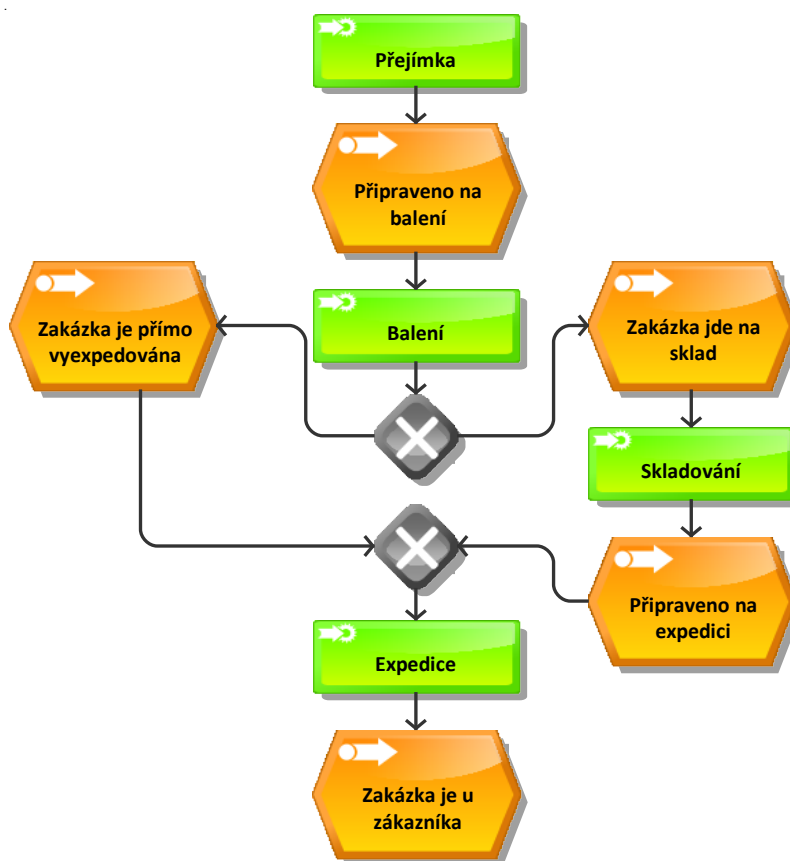 Přejímka
Připraveno na
balení
Balení
Zakázka je přímo
vyexpedována
Zakázka jde na
sklad
Skladování
Připraveno na
expedici
Expedice
Zakázka je u
zákazníka